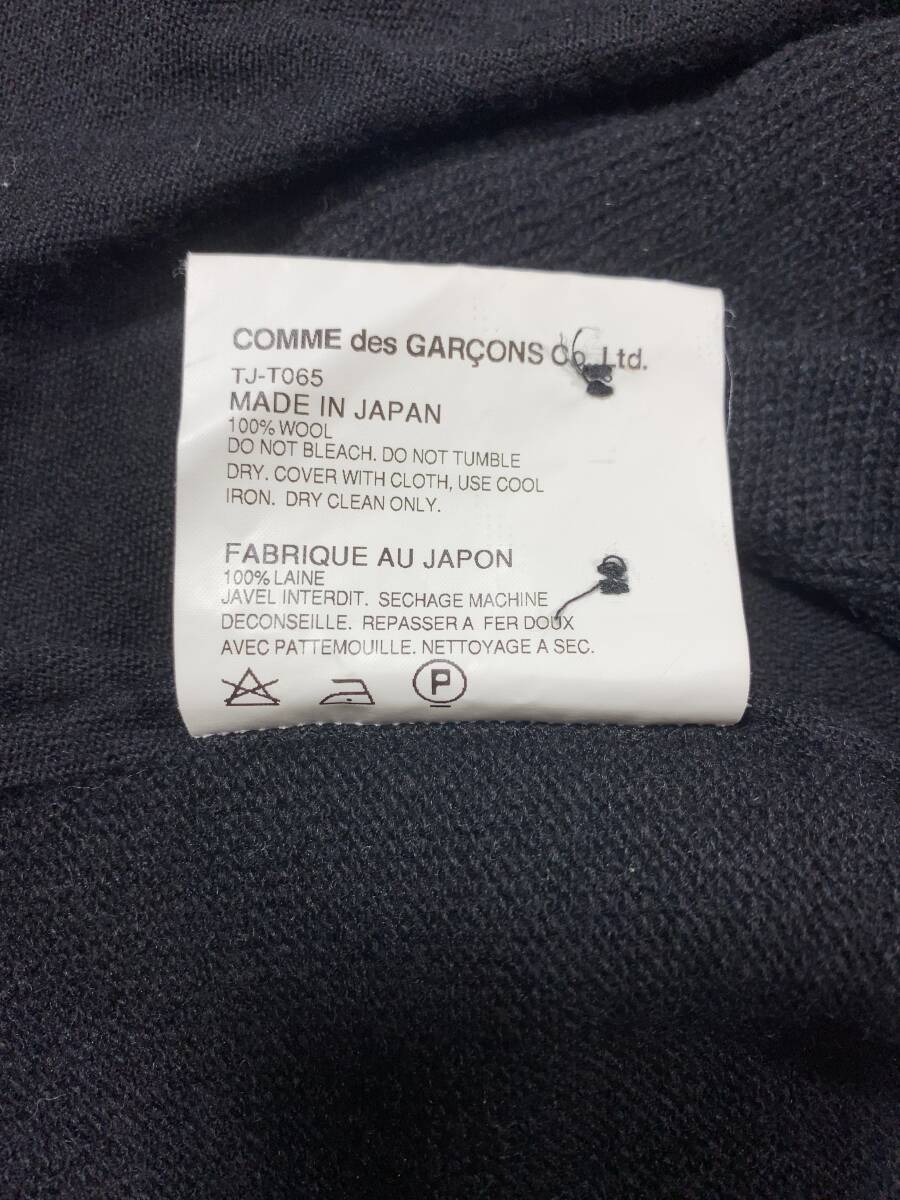 COMME des GARÇONS Co., Ltd.
TJ-T065
MADE IN JAPAN
100% WOOL
DO NOT BLEACH. DO NOT TUMBLE
DRY. COVER WITH CLOTH, USE COOL
IRON. DRY CLEAN ONLY.
FABRIQUE AU JAPON
100% LAINE
JAVEL INTERDIT. SECHAGE MACHINE
DECONSEILLE. REPASSER A FER DOUX
AVEC PATTEMOUILLE. NETTOYAGE A SEC.
P